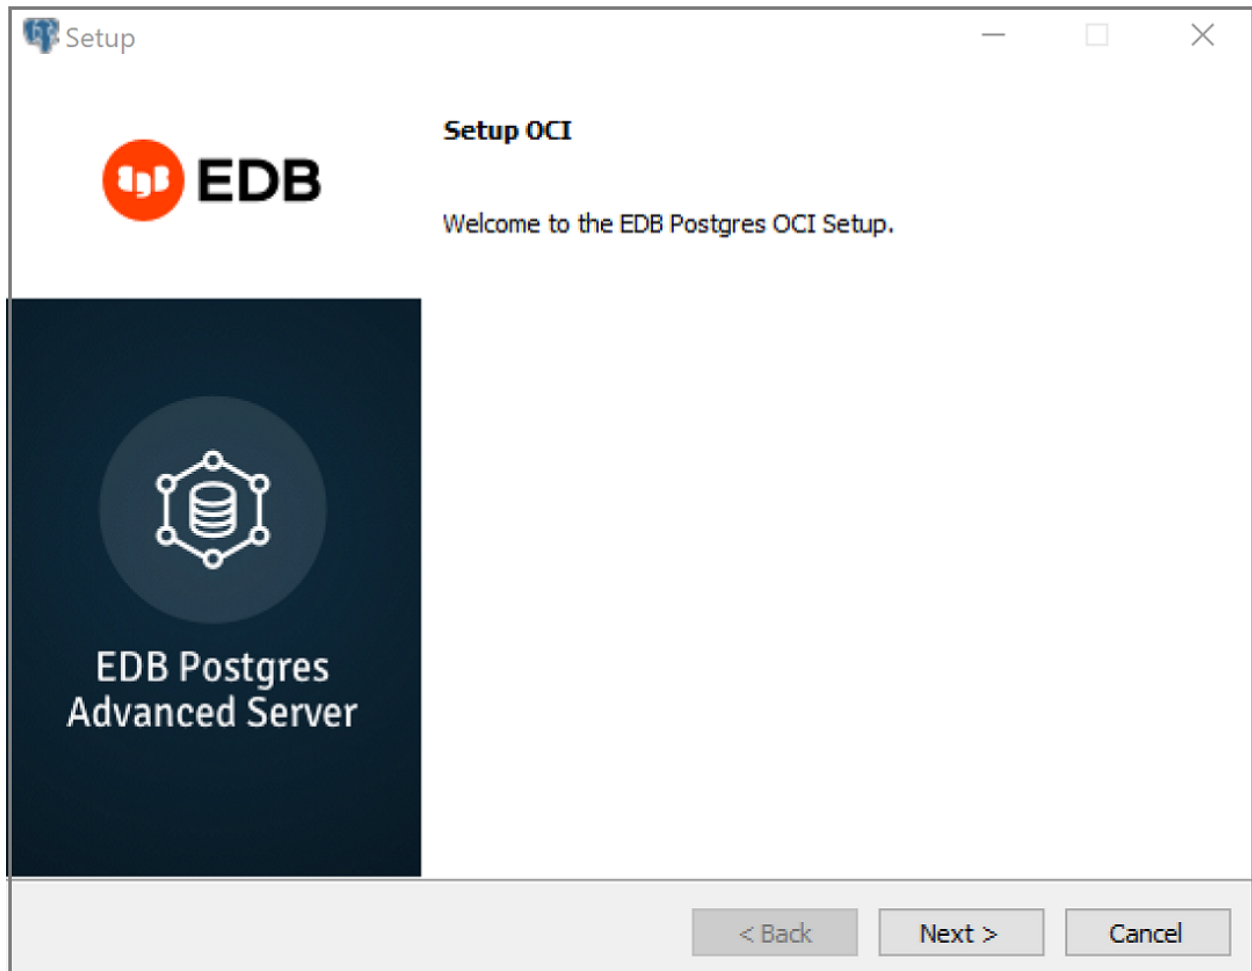 Setup
EDB
Setup OCI
Welcome to the EDB Postgres OCI Setup.
EDB Postgres
Advanced Server
< Back
Next >
Cancel